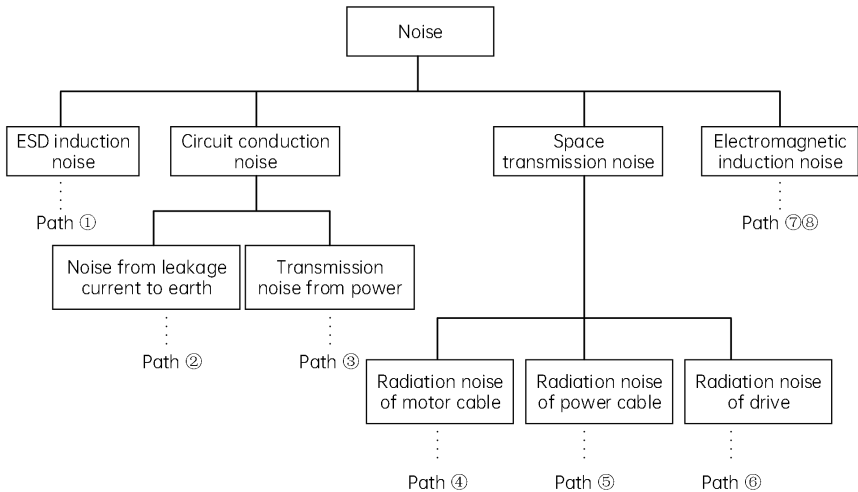 Noise
ESD induction
noise
Circuit conduction
noise
Space
transmission noise
Electromagnetic
induction noise
Path ①
Path ⑦⑧
Noise from leakage
current to earth
Transmission
noise from power
Path ②
Path ③
Radiation noise
of motor cable
Radiation noise
of power cable
Radiation noise
of drive
Path ④
Path ⑤
Path ⑥